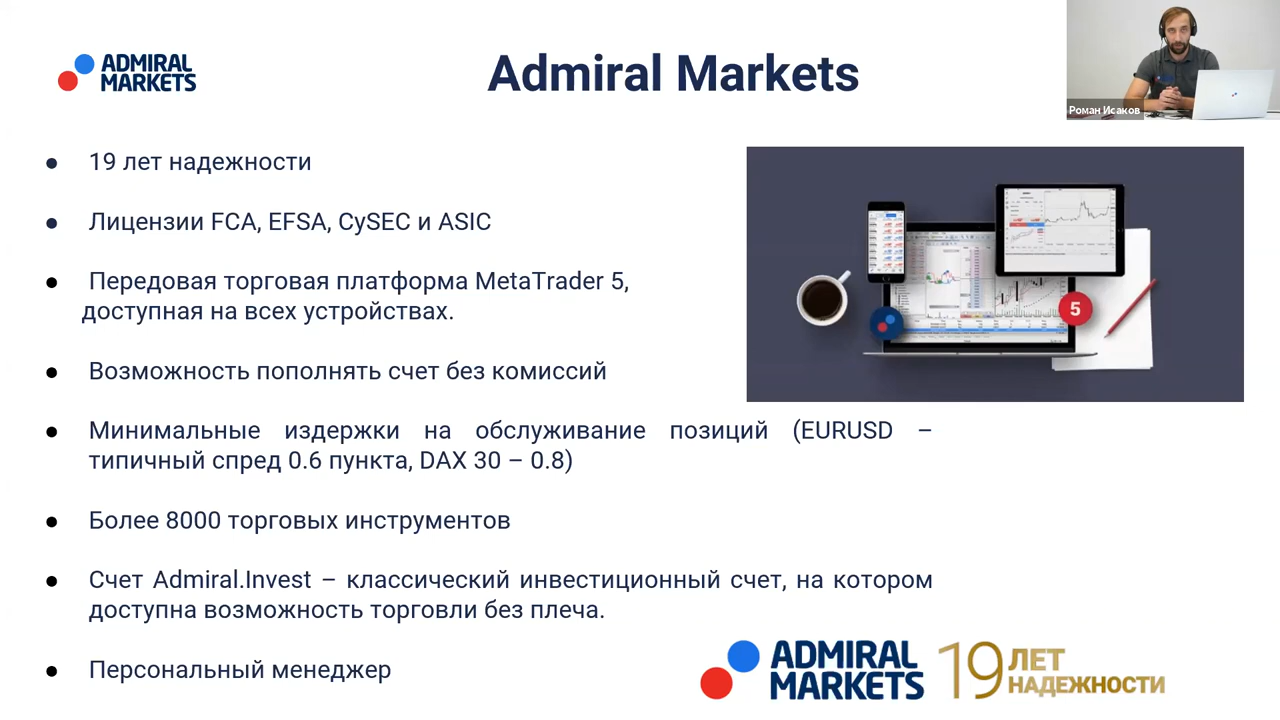 ADMIRAL
MARKETS
Admiral Markets
Роман Исаков
● 19 лет надежности
● Лицензии FCA, EFSA, CySEC и ASIC
● Передовая торговая платформа MetaTrader 5,
доступная на всех устройствах.
● Возможность пополнять счет без комиссий
● Минимальные издержки на обслуживание позиций (EURUSD –
типичный спред 0.6 пункта, DAX 30 – 0.8)
● Более 8000 торговых инструментов
● Счет Admiral.Invest – классический инвестиционный счет, на котором
доступна возможность торговли без плеча.
● Персональный менеджер
5
ADMIRAL
MARKETS
19 ЛЕТ
НАДЕЖНОСТИ